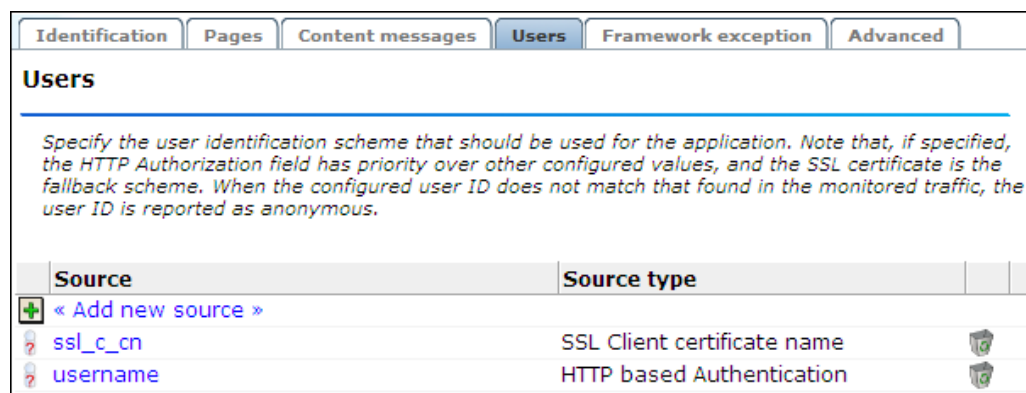 Identification Pages Content messages Users Framework exception Advanced
Users
Specify the user identification scheme that should be used for the application. Note that, if specified,
the HTTP Authorization field has priority over other configured values, and the SSL certificate is the
fallback scheme. When the configured user ID does not match that found in the monitored traffic, the
user ID is reported as anonymous.
Source Source type
« Add new source »
ssl_c_cn SSL Client certificate name
username HTTP based Authentication